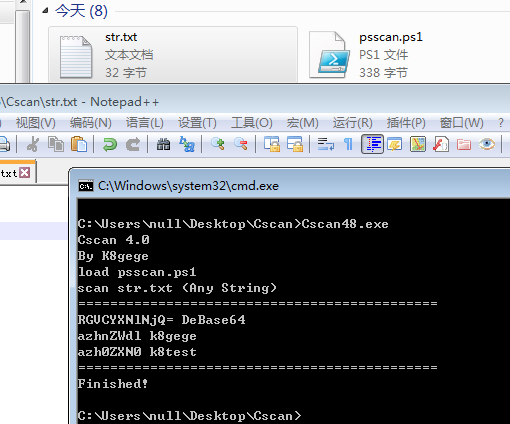 今天 (8)
str.txt
文本文档
32 字节
psscan.ps1
PS1 文件
338 字节
\Cscan\str.txt - Notepad++
视图(V) 编码(N) 语言(L) 设置(T) 工具(O) 宏(M) 运行(R) 插件(P) 窗口(W) ?
txt
C:\Windows\system32\cmd.exe
C:\Users\null\Desktop\Cscan>Cscan48.exe
Cscan 4.0
By K8gege
load psscan.ps1
scan str.txt (Any String)
=============================================
RGVCYXNlNjQ= DeBase64
azhnZWdl k8gege
azh0ZXN0 k8test
=============================================
Finished!
C:\Users\null\Desktop\Cscan>